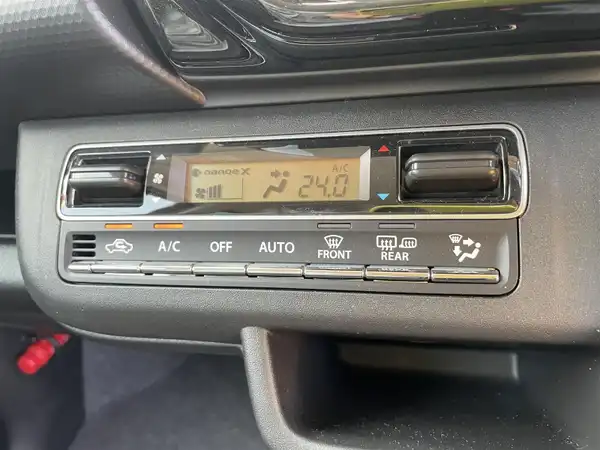 nanoeX
A/C
24.0
A/C OFF AUTO FRONT REAR